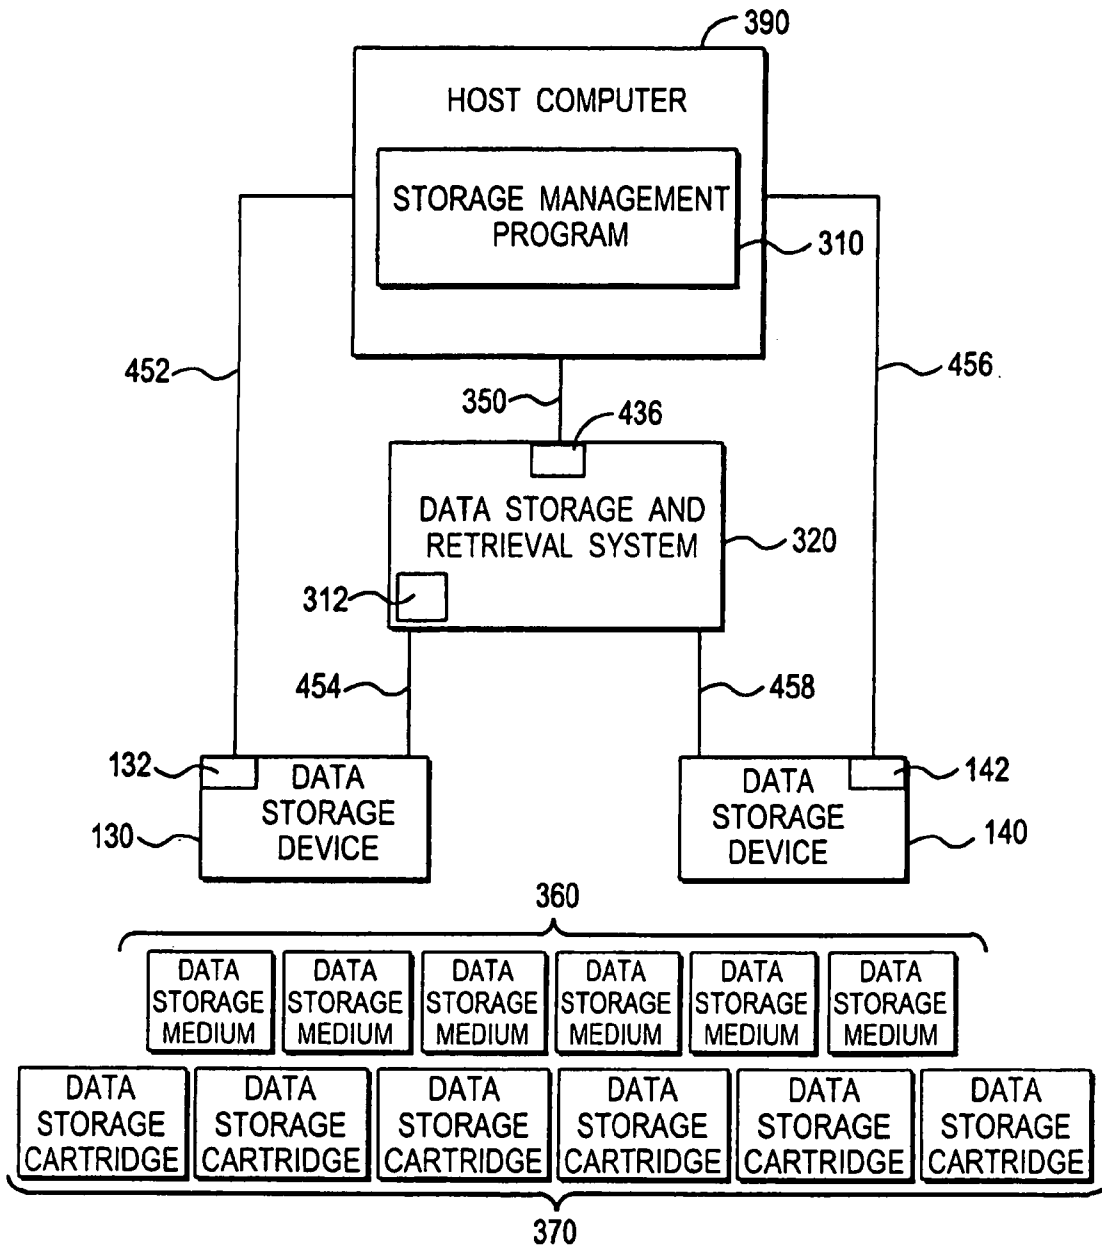 390
HOST COMPUTER
STORAGE MANAGEMENT
PROGRAM
310
452
456
350
436
DATA STORAGE AND
RETRIEVAL SYSTEM
320
312
454
458
132
DATA
STORAGE
DEVICE
130
DATA
STORAGE
DEVICE
142
140
360
DATA
STORAGE
MEDIUM
DATA
STORAGE
MEDIUM
DATA
STORAGE
MEDIUM
DATA
STORAGE
MEDIUM
DATA
STORAGE
MEDIUM
DATA
STORAGE
MEDIUM
DATA
STORAGE
CARTRIDGE
DATA
STORAGE
CARTRIDGE
DATA
STORAGE
CARTRIDGE
DATA
STORAGE
CARTRIDGE
DATA
STORAGE
CARTRIDGE
DATA
STORAGE
CARTRIDGE
370